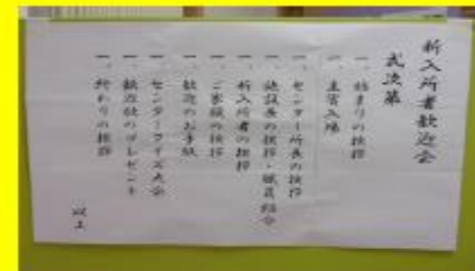 新入所者歓迎会
式次第
一、始まりの挨拶
一、主賓入場
一、センター所長の挨拶
一、施設長の挨拶・職員紹介
一、新入所者の挨拶
一、ご家族の挨拶
一、歓迎のお手紙
一、センタークイズ大会
一、歓迎後のプレゼント
一、終わりの挨拶
以上